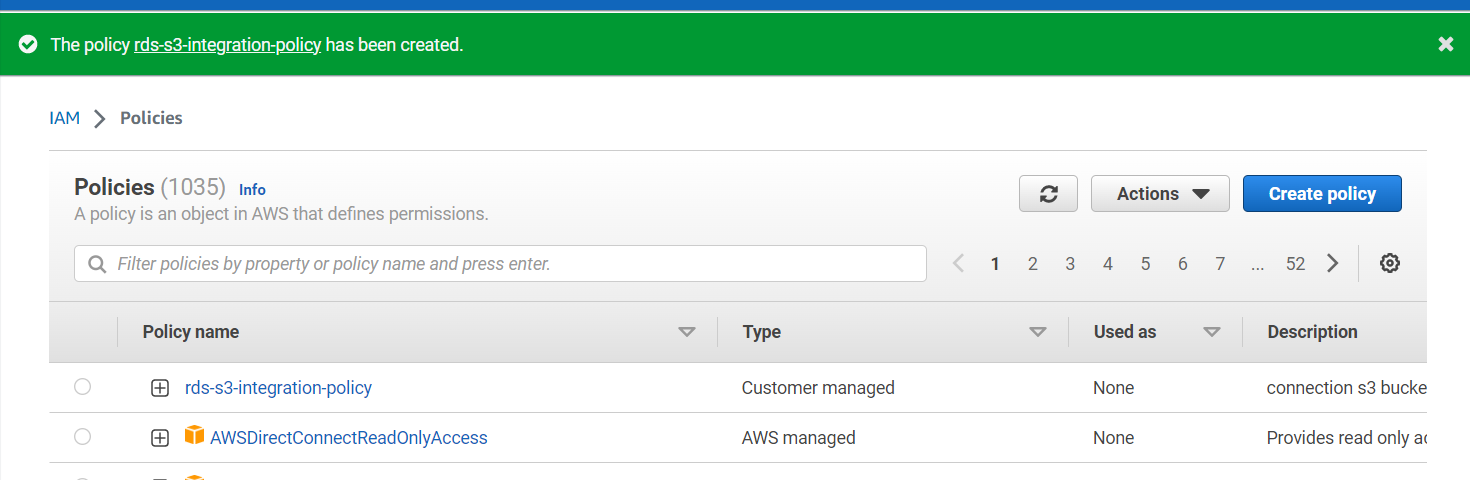 The policy rds-s3-integration-policy has been created.
IAM Policies
Policies (1035) Info
A policy is an object in AWS that defines permissions.
Actions
Create policy
Filter policies by property or policy name and press enter.
1 2 3 4 5 6 7 ... 52
Policy name Type Used as Description
rds-s3-integration-policy Customer managed None connection s3 bucke
AWSDirectConnectReadOnlyAccess AWS managed None Provides read only